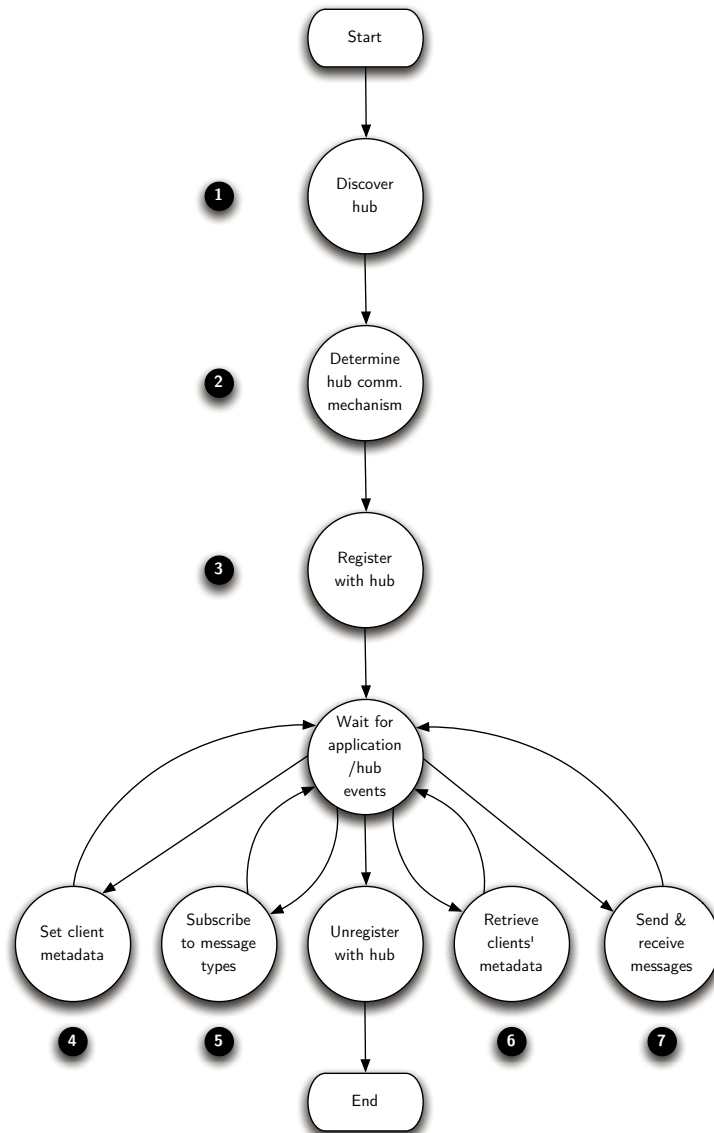 Start
1
Discover
hub
2
Determine
hub comm.
mechanism
3
Register
with hub
Wait for
application
/hub
events
Set client
metadata
Subscribe
to message
types
Unregister
with hub
Retrieve
clients'
metadata
Send &
receive
messages
4
5
6
7
End